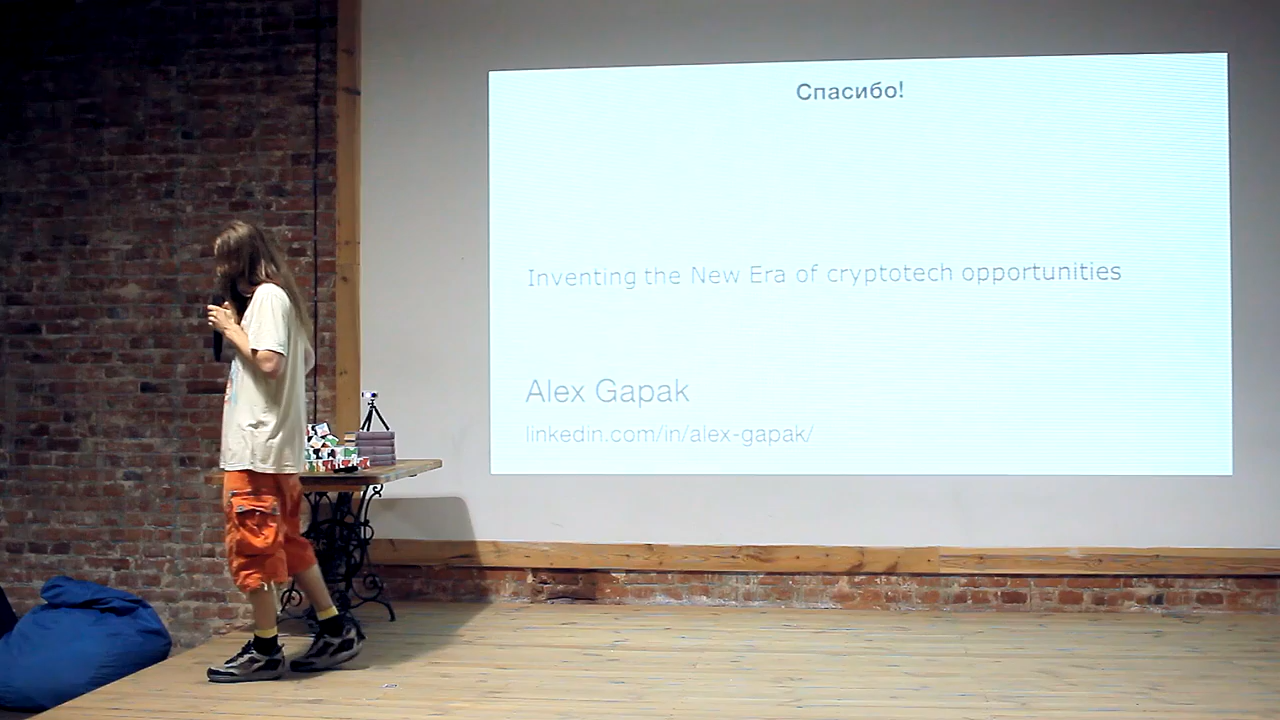 Спасибо!
Inventing the New Era of cryptotech opportunities
Alex Gapak
linkedin.com/in/alex-gapak/